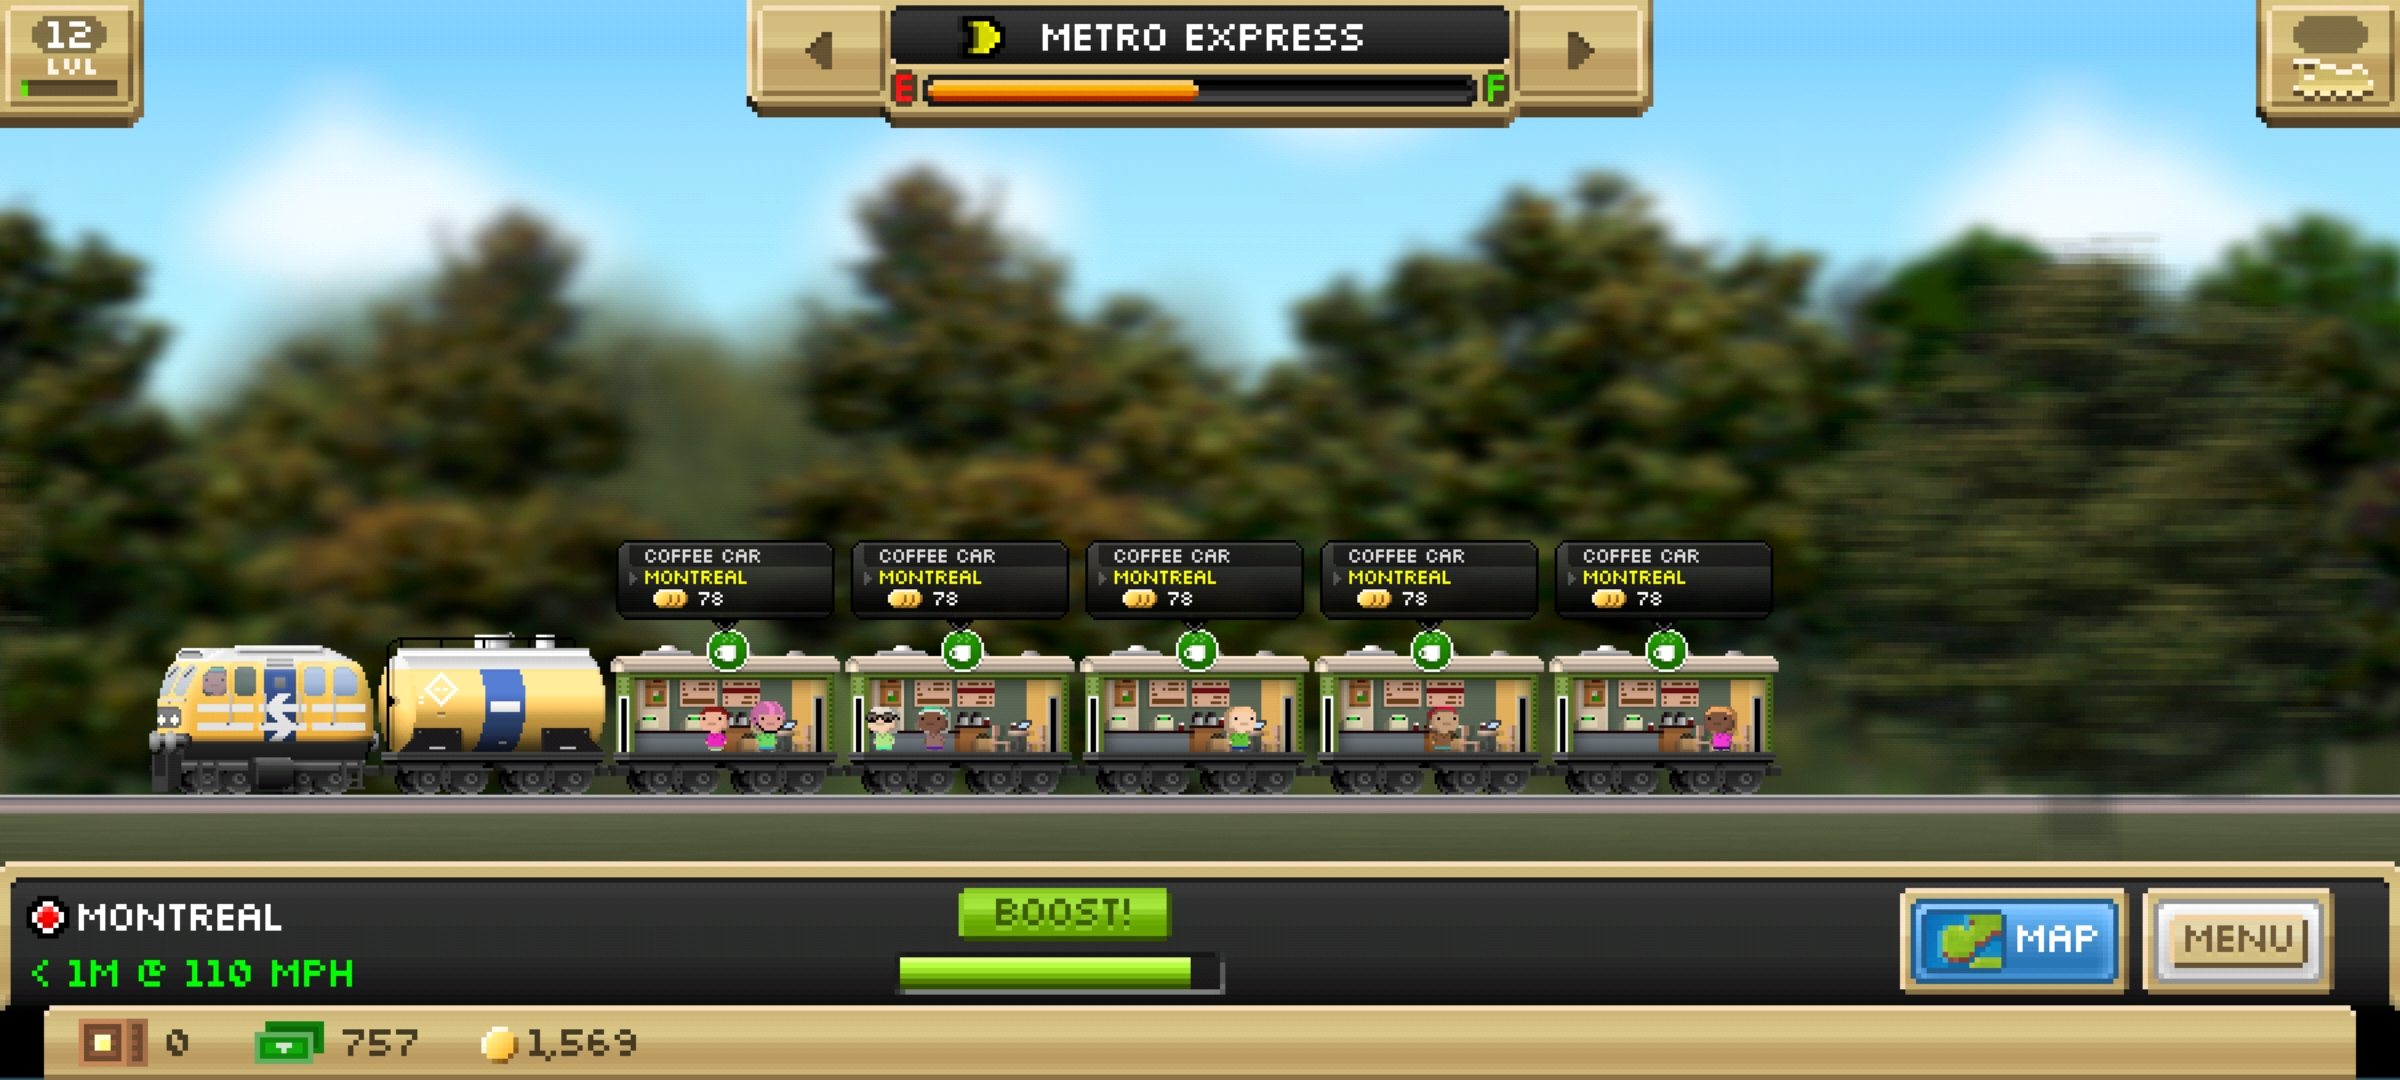 12
LVL
METRO EXPRESS
E F
COFFEE CAR
MONTREAL
78
COFFEE CAR
MONTREAL
78
COFFEE CAR
MONTREAL
78
COFFEE CAR
MONTREAL
78
COFFEE CAR
MONTREAL
78
MONTREAL
< 1M @ 110 MPH
BOOST!
MAP
MENU
0 757 1,569